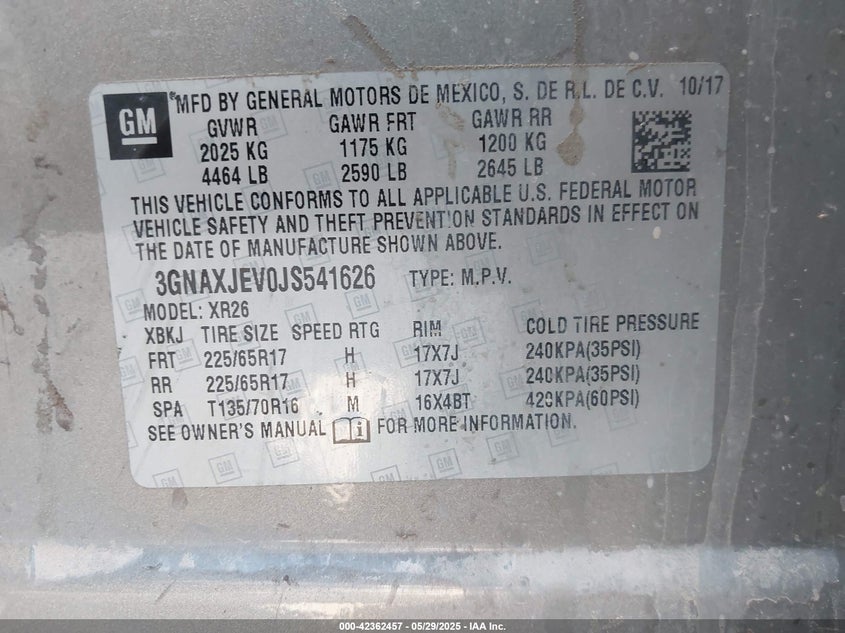 GM
® MFD BY GENERAL MOTORS DE MEXICO, S. DE R.L. DE C.V. 10/17
GVWR GAWR FRT GAWR RR
2025 KG 1175 KG 1200 KG
4464 LB 2590 LB 2645 LB
THIS VEHICLE CONFORMS TO ALL APPLICABLE U.S. FEDERAL MOTOR
VEHICLE SAFETY AND THEFT PREVENTION STANDARDS IN EFFECT ON
THE DATE OF MANUFACTURE SHOWN ABOVE.
3GNAXJEV0JS541626 TYPE: M.P.V.
MODEL: XR26
XBKJ TIRE SIZE SPEED RTG RIM COLD TIRE PRESSURE
FRT 225/65R17 H 17X7J 240KPA(35PSI)
RR 225/65R17 H 17X7J 240KPA(35PSI)
SPA T135/70R16 M 16X4BT 420KPA(60PSI)
SEE OWNER'S MANUAL FOR MORE INFORMATION.
000-42362457 - 05/29/2025 - IAA Inc.